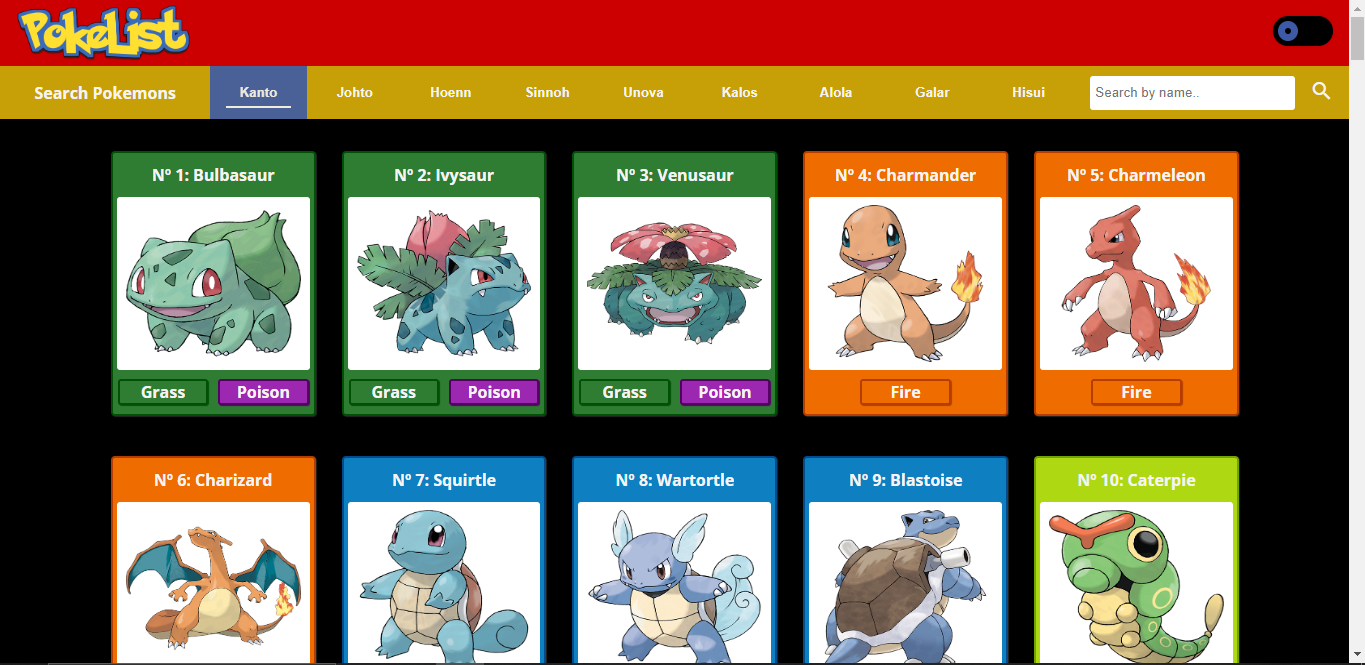 PokeList
Search Pokemons
Kanto
Johto
Hoenn
Sinnoh
Unova
Kalos
Alola
Galar
Hisui
Search by name..
Nº 1: Bulbasaur
Nº 2: Ivysaur
Nº 3: Venusaur
Nº 4: Charmander
Nº 5: Charmeleon
Grass
Poison
Grass
Poison
Grass
Poison
Fire
Fire
Nº 6: Charizard
Nº 7: Squirtle
Nº 8: Wartortle
Nº 9: Blastoise
Nº 10: Caterpie